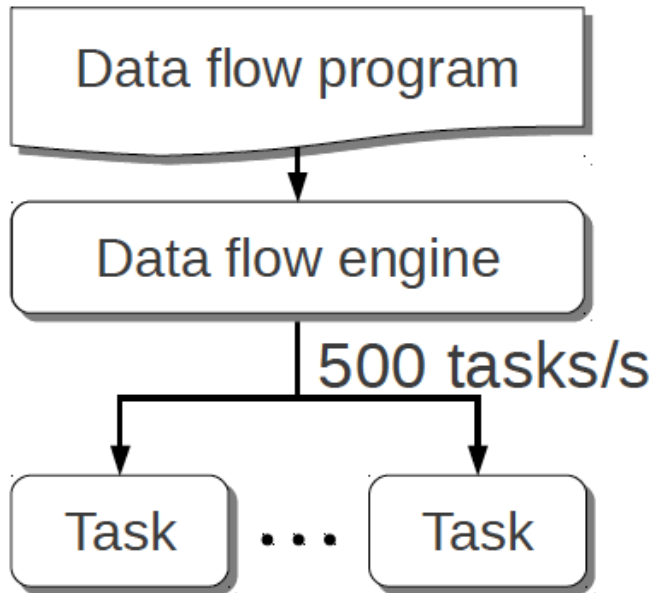 Data flow program
Data flow engine
500 tasks/s
Task ... Task